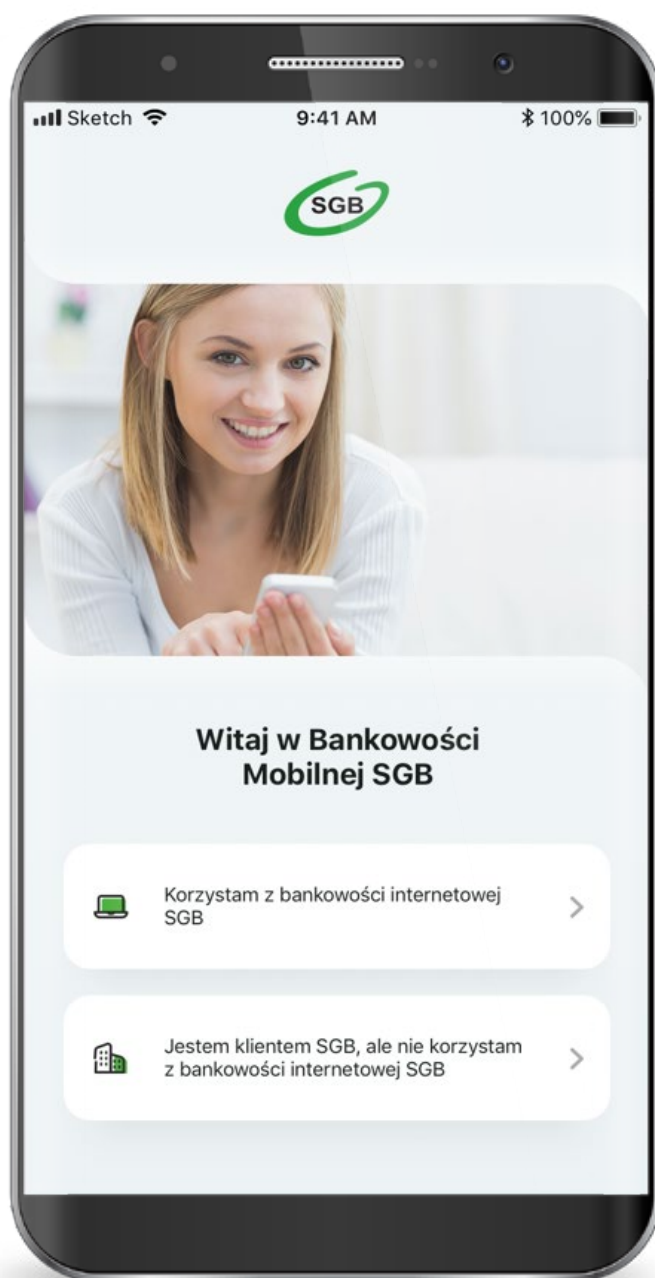 Sketch
9:41 AM
100%
SGB
Witaj w Bankowości
Mobilnej SGB
Korzystam z bankowości internetowej
SGB
Jestem klientem SGB, ale nie korzystam
z bankowości internetowej SGB